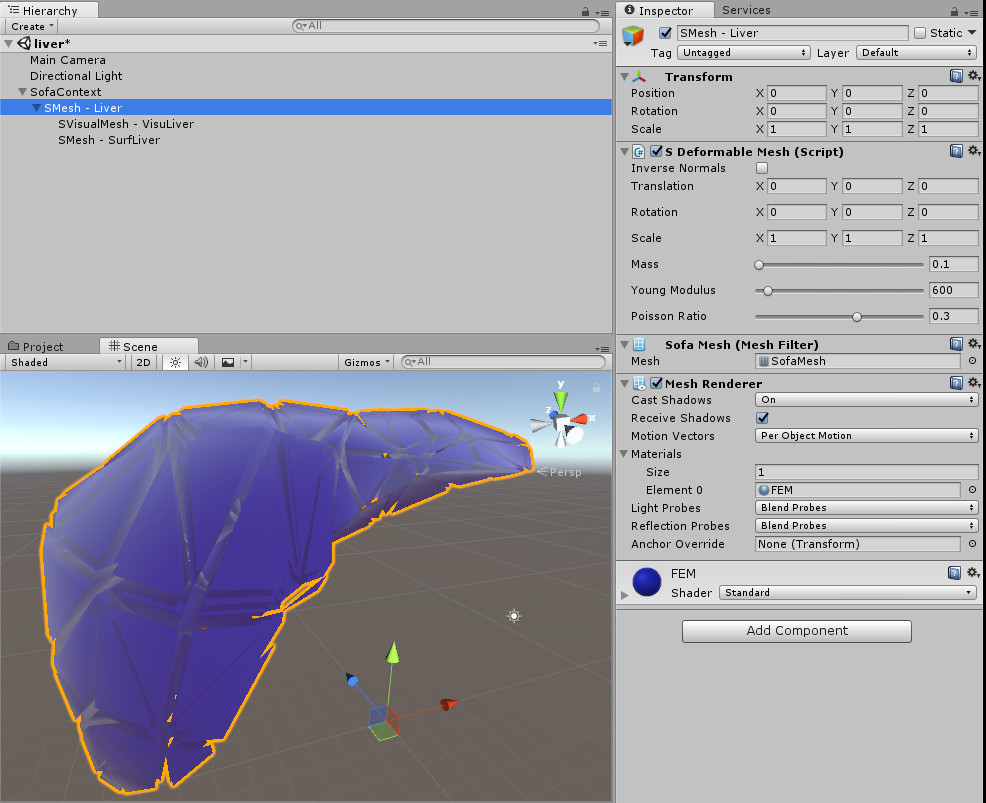 Hierarchy
Create All
liver*
Main Camera
Directional Light
SofaContext
SMesh - Liver
SVisualMesh - VisuLiver
SMesh - SurfLiver
Project Scene
Shaded 2D Gizmos All
y
z x
Persp
Inspector Services
SMesh - Liver Static
Tag Untagged Layer Default
Transform
Position X 0 Y 0 Z 0
Rotation X 0 Y 0 Z 0
Scale X 1 Y 1 Z 1
S Deformable Mesh (Script)
Inverse Normals
Translation X 0 Y 0 Z 0
Rotation X 0 Y 0 Z 0
Scale X 1 Y 1 Z 1
Mass 0.1
Young Modulus 600
Poisson Ratio 0.3
Sofa Mesh (Mesh Filter)
Mesh SofaMesh
Mesh Renderer
Cast Shadows On
Receive Shadows
Motion Vectors Per Object Motion
Materials
Size 1
Element 0 FEM
Light Probes Blend Probes
Reflection Probes Blend Probes
Anchor Override None (Transform)
FEM
Shader Standard
Add Component